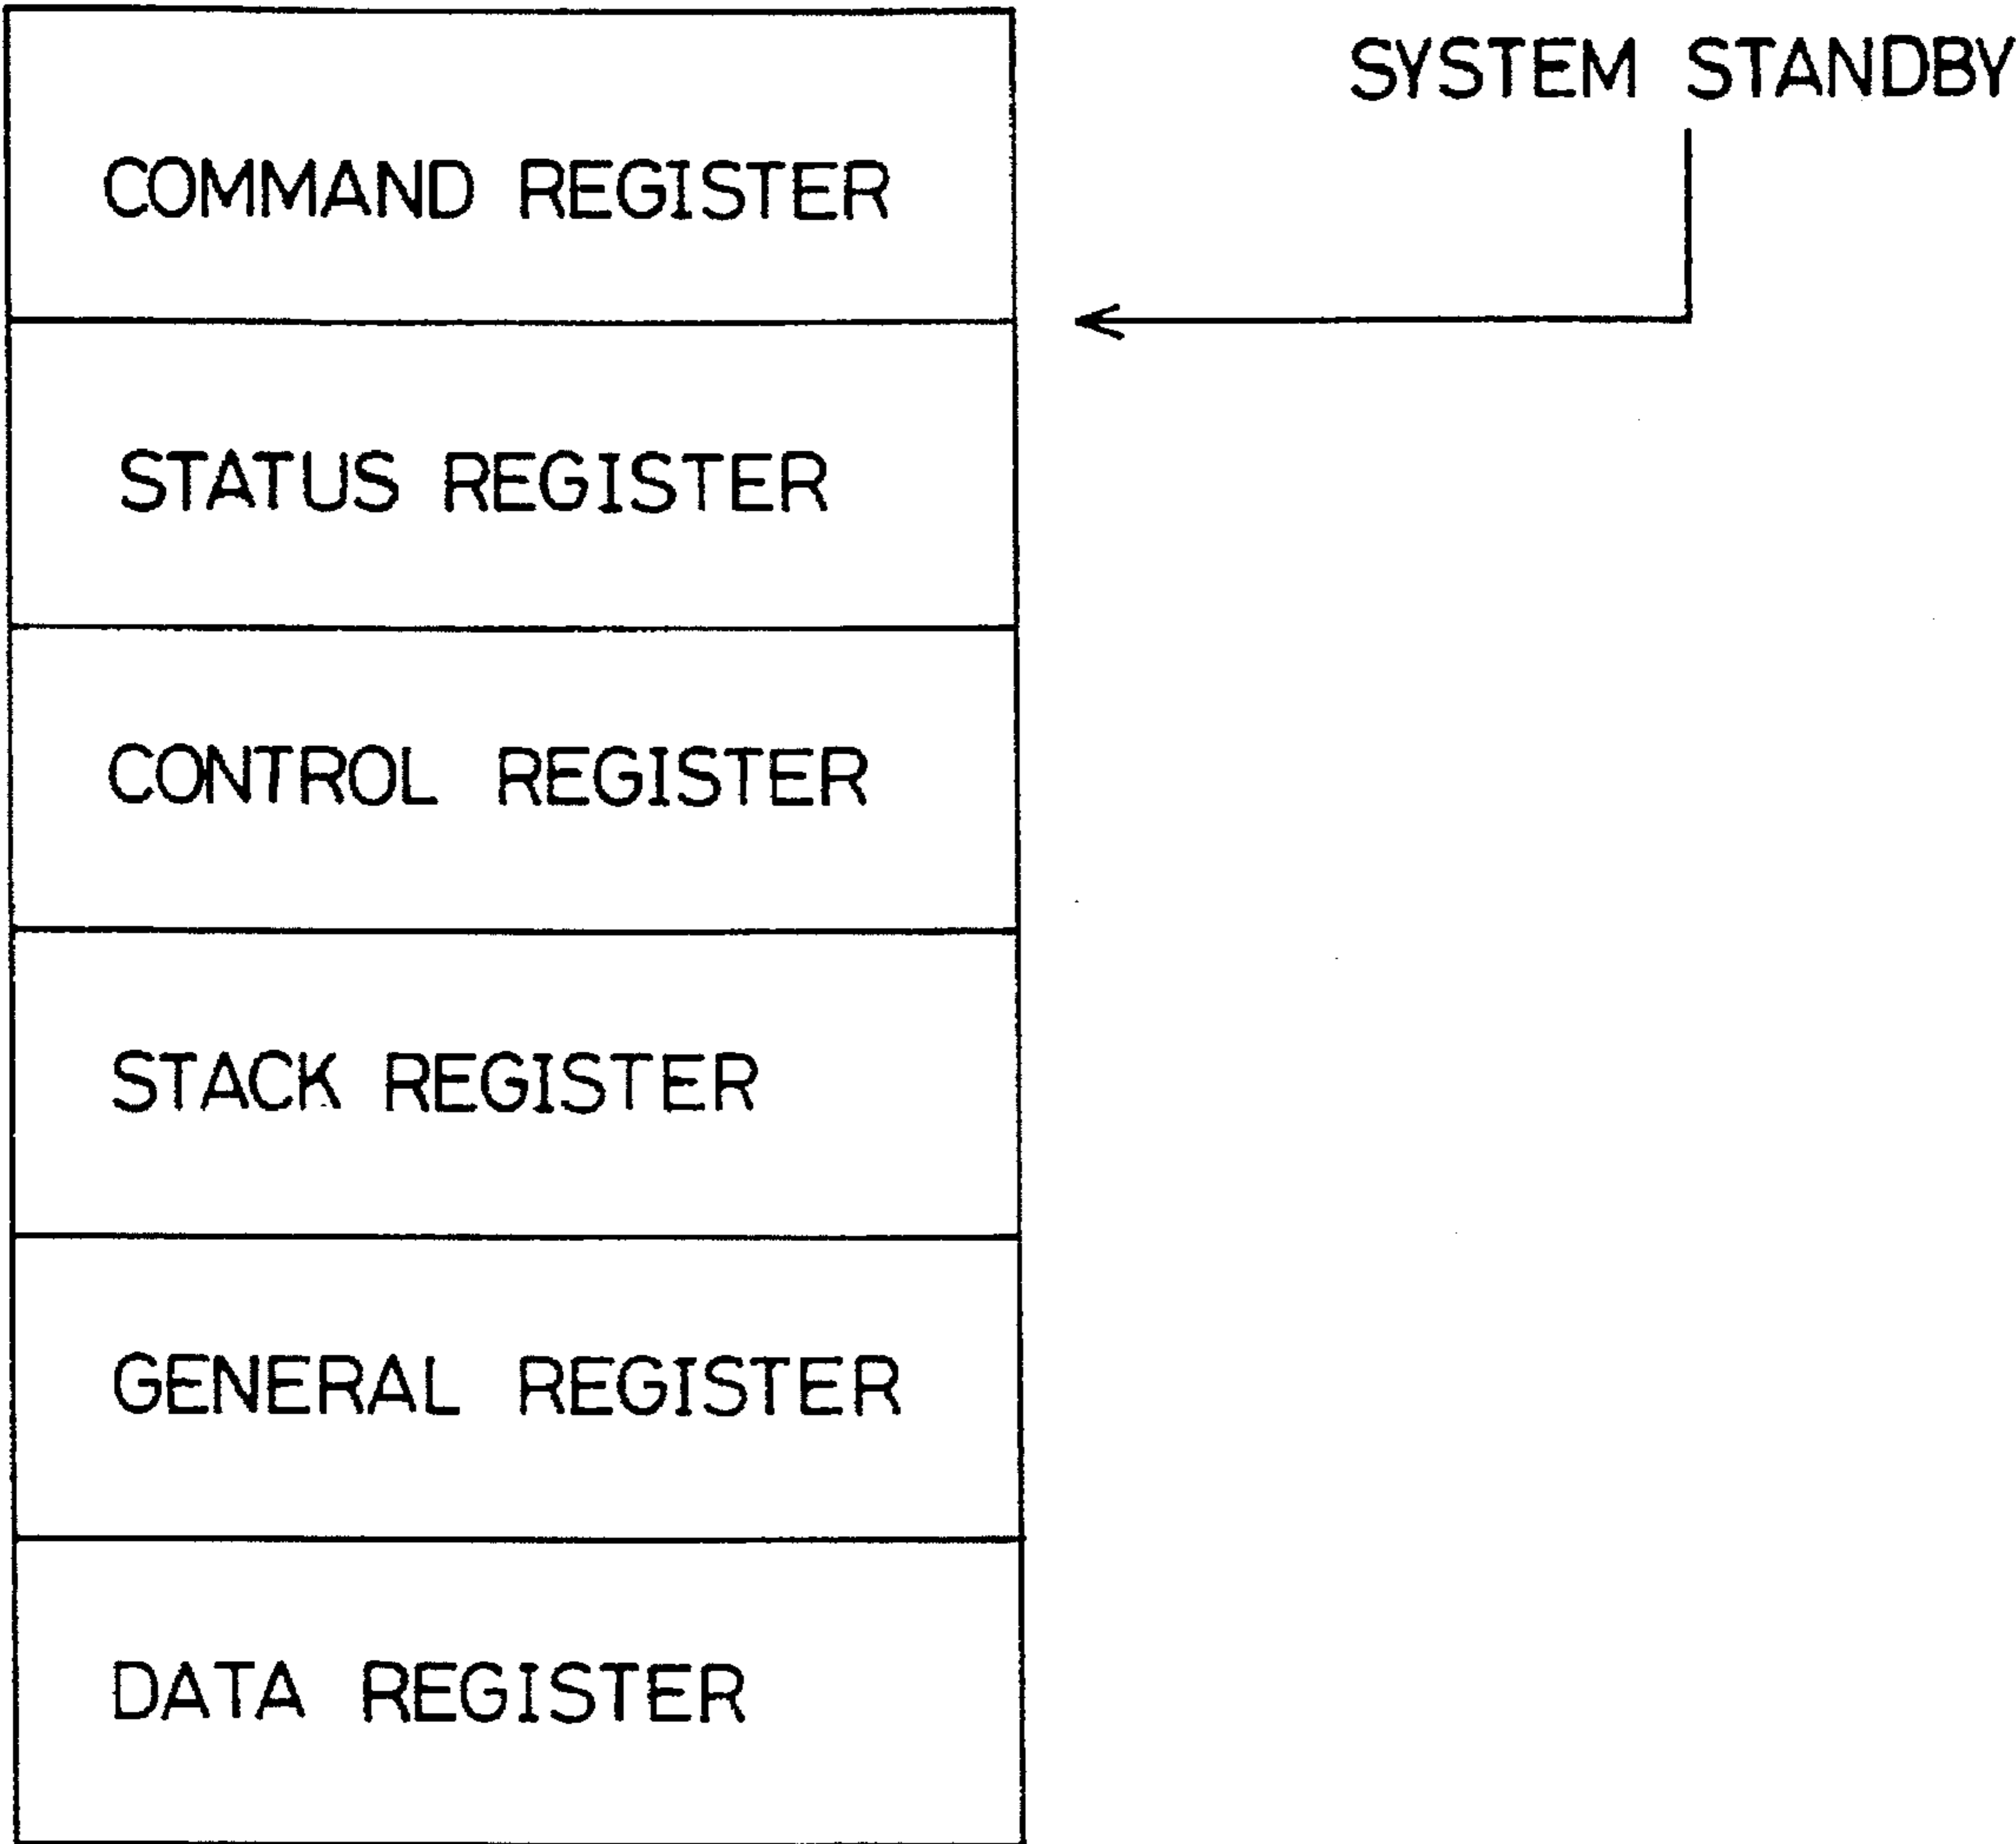 SYSTEM STANDBY
COMMAND REGISTER
STATUS REGISTER
CONTROL REGISTER
STACK REGISTER
GENERAL REGISTER
DATA REGISTER